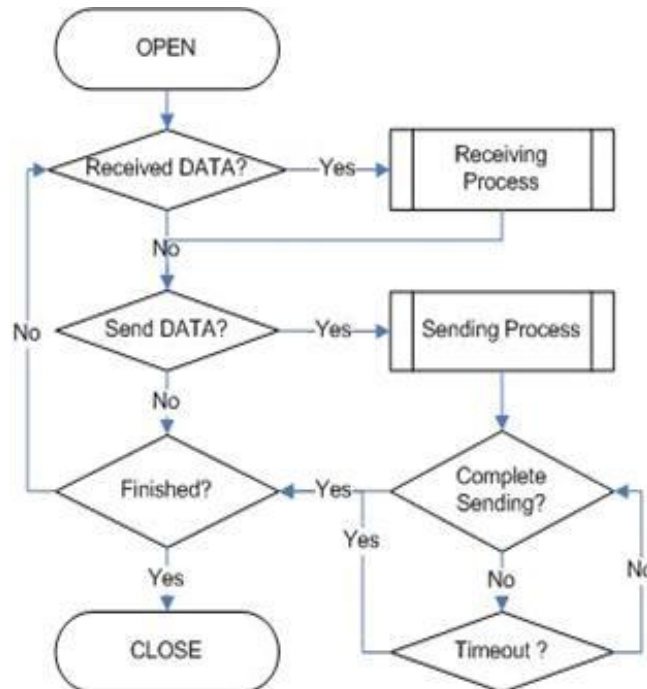 OPEN
Received DATA?
Yes
Receiving
Process
No
Send DATA?
Yes
Sending Process
No
No
Finished?
Yes
Complete
Sending?
Yes
Yes
No
No
CLOSE
Timeout ?